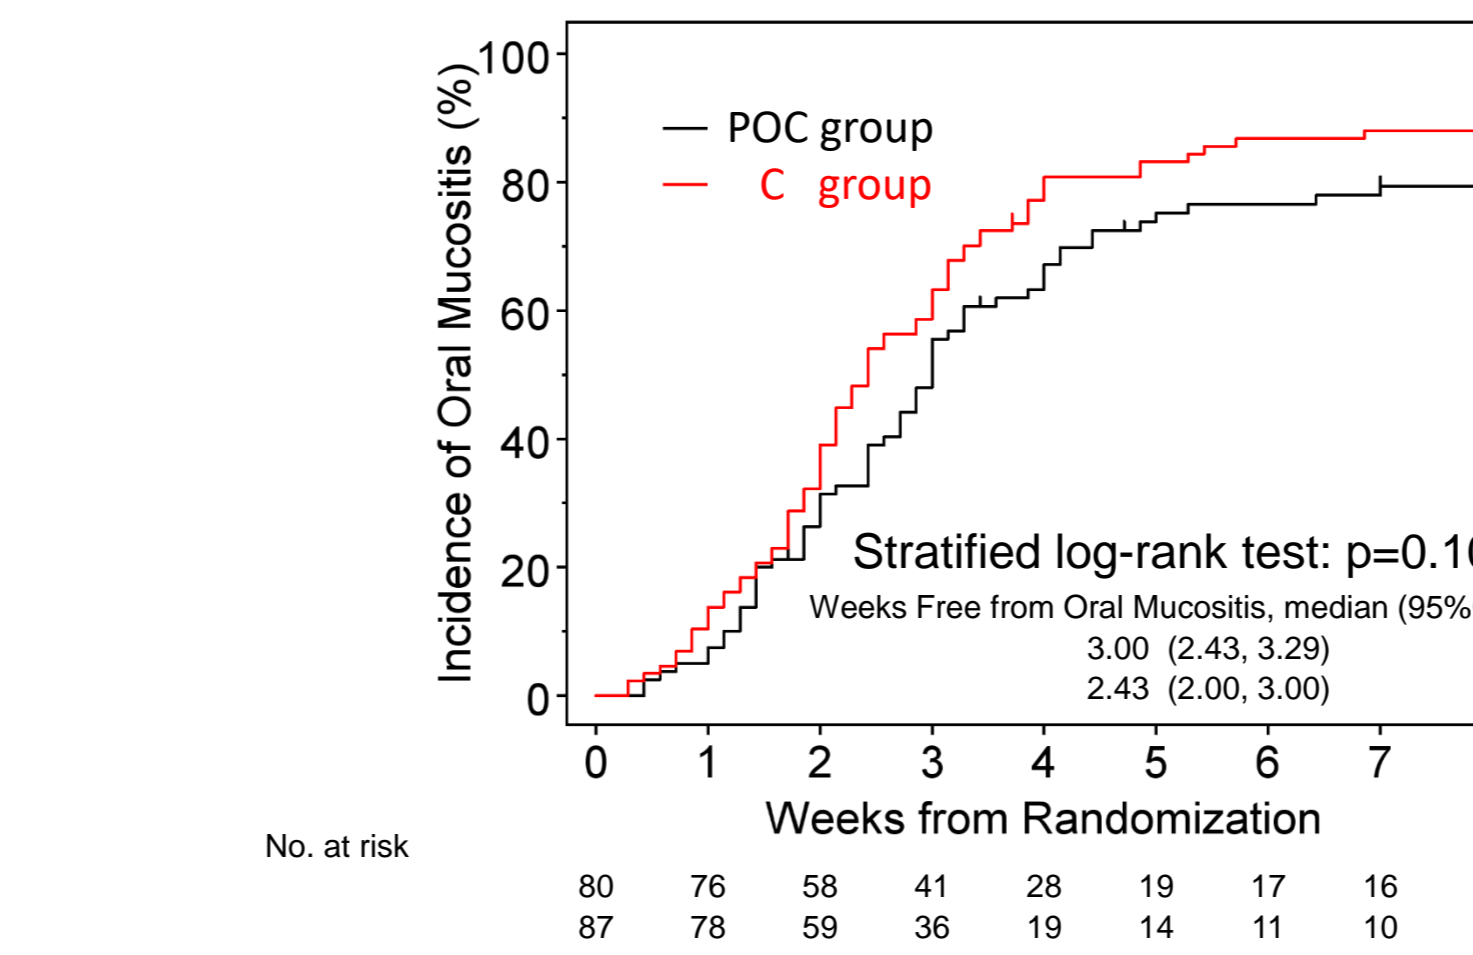 Incidence of Oral Mucositis (%)
100
80
60
40
20
0
POC group
C group
Stratified log-rank test: p=0.10
Weeks Free from Oral Mucositis, median (95%
3.00 (2.43, 3.29)
2.43 (2.00, 3.00)
0 1 2 3 4 5 6 7
Weeks from Randomization
No. at risk
80 76 58 41 28 19 17 16
87 78 59 36 19 14 11 10